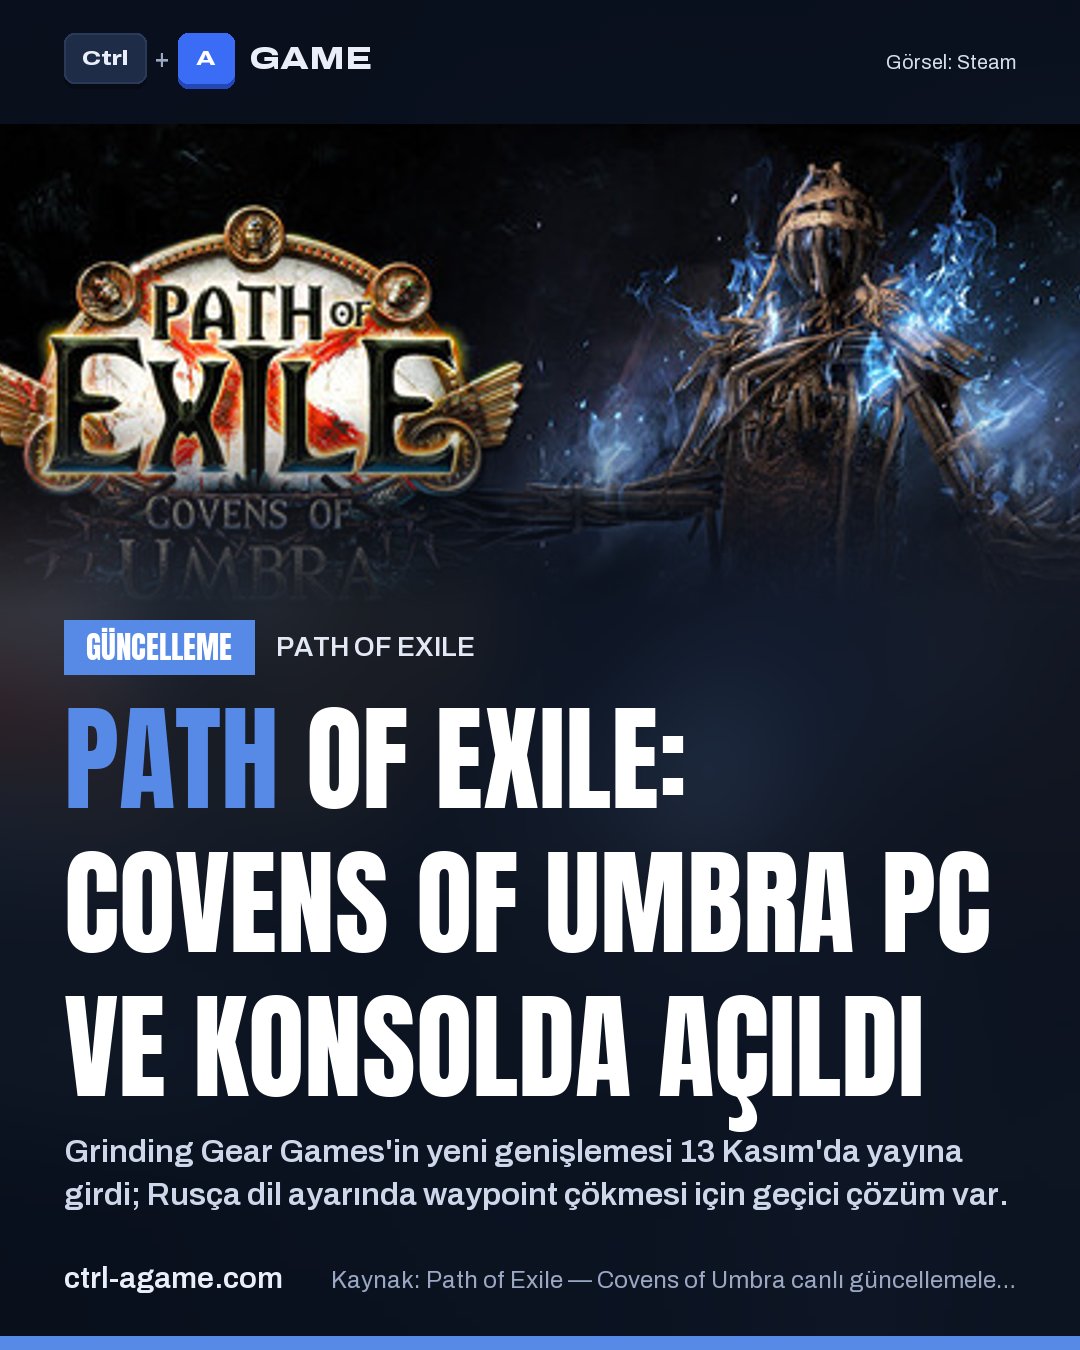 Ctrl + A GAME
Görsel: Steam
PATH OF
EXILE
COVENS OF
UMBRA
GÜNCELLEME PATH OF EXILE
PATH OF EXILE:
COVENS OF UMBRA PC
VE KONSOLDA AÇILDI
Grinding Gear Games'in yeni genişlemesi 13 Kasım'da yayına
girdi; Rusça dil ayarında waypoint çökmesi için geçici çözüm var.
ctrl-agame.com
Kaynak: Path of Exile — Covens of Umbra canlı güncellemele...